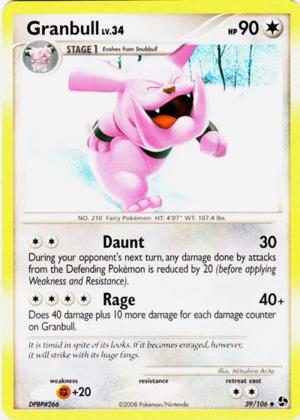 Granbull LV.34 HP 90
STAGE 1 Evolves from Snubbull
NO. 210 Fairy Pokémon HT: 4'07" WT: 107.4 lbs.
Daunt 30
During your opponent's next turn, any damage done by attacks
from the Defending Pokémon is reduced by 20 (before applying
Weakness and Resistance).
Rage 40+
Does 40 damage plus 10 more damage for each damage counter
on Granbull.
It is timid in spite of its looks. If it becomes enraged, however,
it will strike with its huge fangs.
Illus. Mitsuhiro Arita
weakness resistance retreat cost
+20
DPBP#266 ©2008 Pokémon/Nintendo 39/106